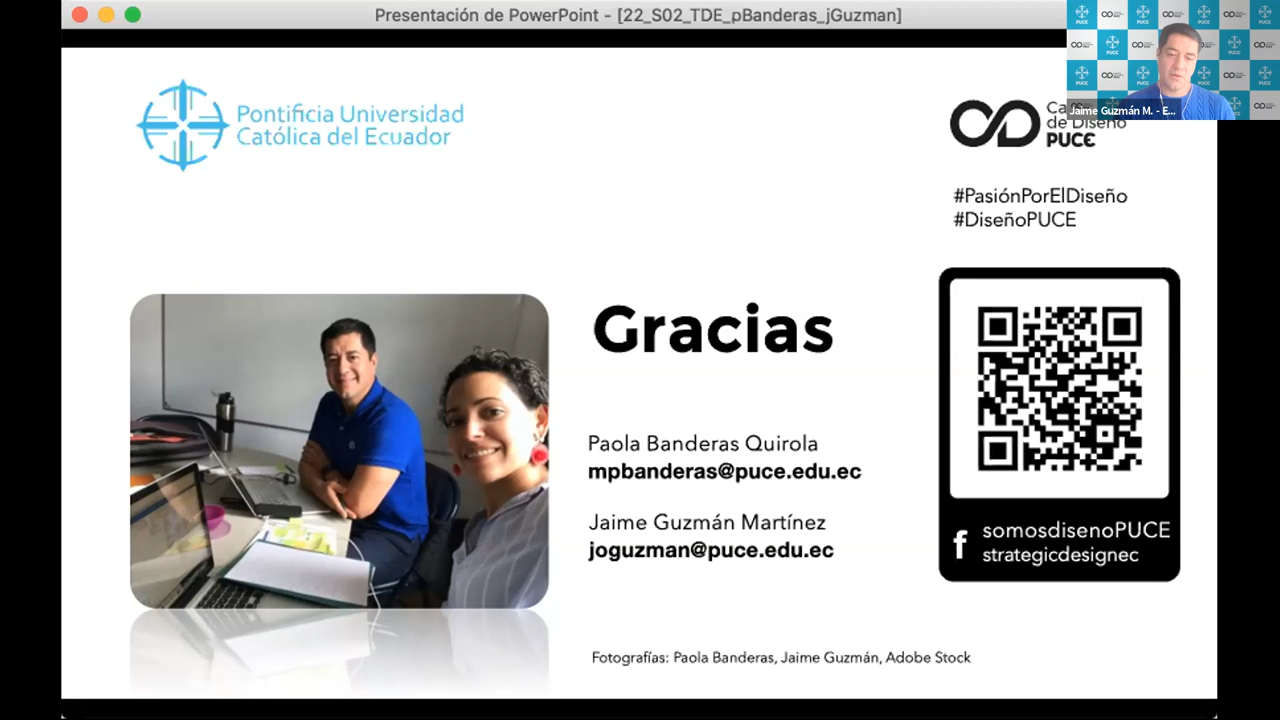 Presentación de PowerPoint - [22_S02_TDE_pBanderas_jGuzman]
Pontificia Universidad
Católica del Ecuador
Jaime Guzmán M. - E...
de Diseño
PUCE
#PasiónPorElDiseño
#DiseñoPUCE
Gracias
Paola Banderas Quirola
mpbanderas@puce.edu.ec
Jaime Guzmán Martínez
joguzman@puce.edu.ec
f somosdisenoPUCE
strategicdesignec
Fotografías: Paola Banderas, Jaime Guzmán, Adobe Stock